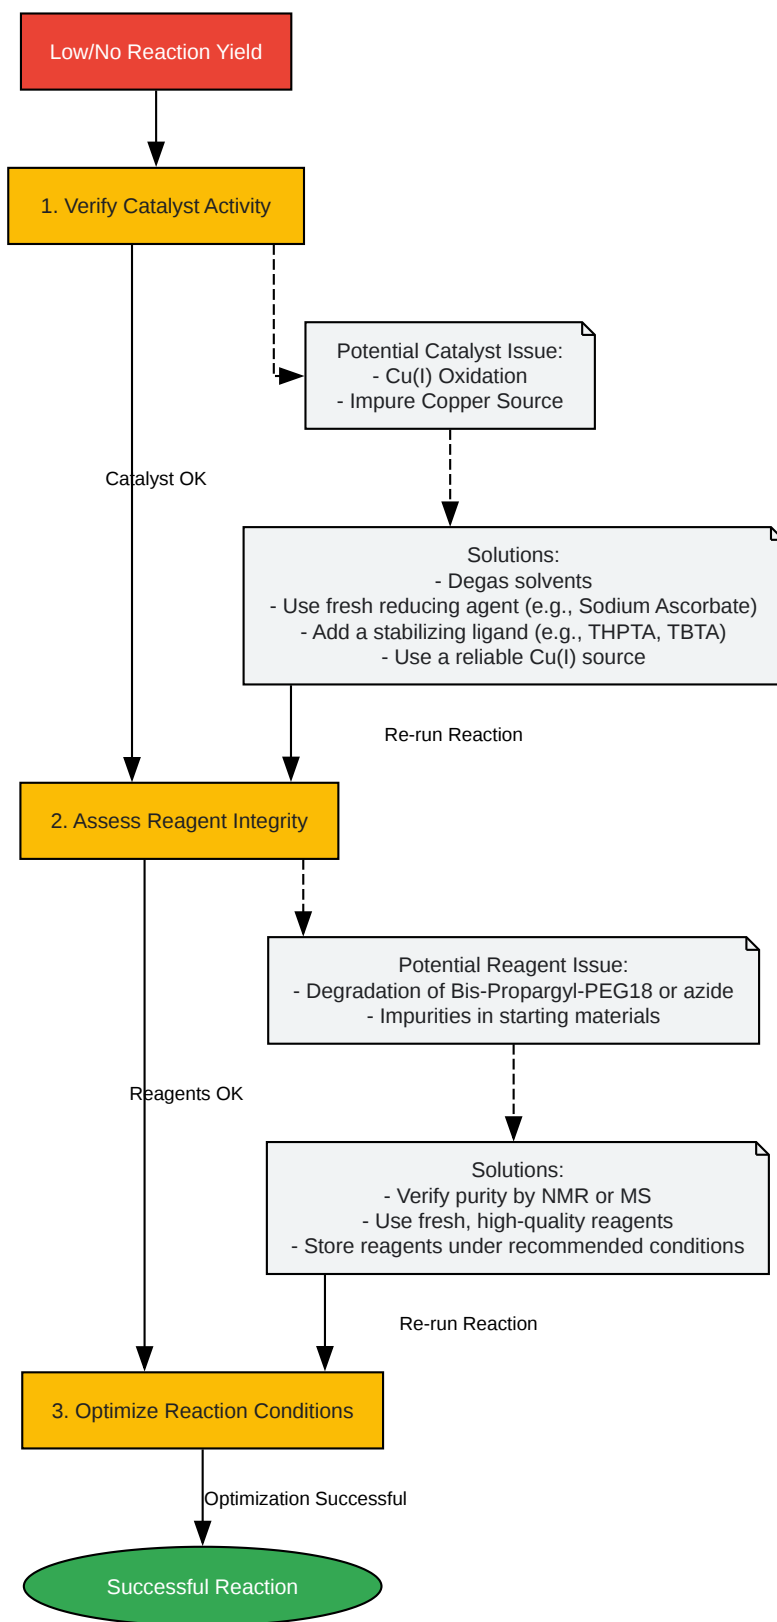 Low/No Reaction Yield
1. Verify Catalyst Activity
Potential Catalyst Issue:
- Cu(I) Oxidation
- Impure Copper Source
Catalyst OK
Solutions:
- Degas solvents
- Use fresh reducing agent (e.g., Sodium Ascorbate)
- Add a stabilizing ligand (e.g., THPTA, TBTA)
- Use a reliable Cu(I) source
Re-run Reaction
2. Assess Reagent Integrity
Potential Reagent Issue:
- Degradation of Bis-Propargyl-PEG18 or azide
- Impurities in starting materials
Reagents OK
Solutions:
- Verify purity by NMR or MS
- Use fresh, high-quality reagents
- Store reagents under recommended conditions
Re-run Reaction
3. Optimize Reaction Conditions
Optimization Successful
Successful Reaction